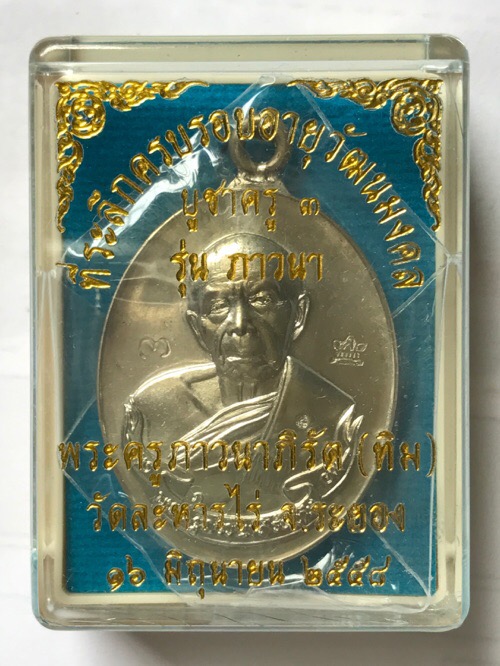 ที่ระลึกครบรอบอายุวัฒนมงคล
บูชาครู ๓
รุ่น ภาวนา
พระครูภาวนาภิรัต (ทิม)
วัดละหารไร่ จ.ระยอง
๑๖ มิถุนายน ๒๕๕๘